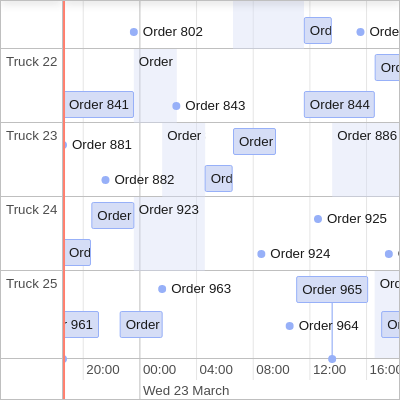 Order 802
Ord
Orde
Truck 22
Order
Ord
Order 841
Order 843
Order 844
Truck 23
Order 881
Order
Order
Order 886
Order 882
Ord
Truck 24
Order
Order 923
Order 925
Ord
Order 924
Truck 25
Order 963
Order 965
Ord
r 961
Order
Order 964
O
20:00 00:00 04:00 08:00 12:00 16:00
Wed 23 March